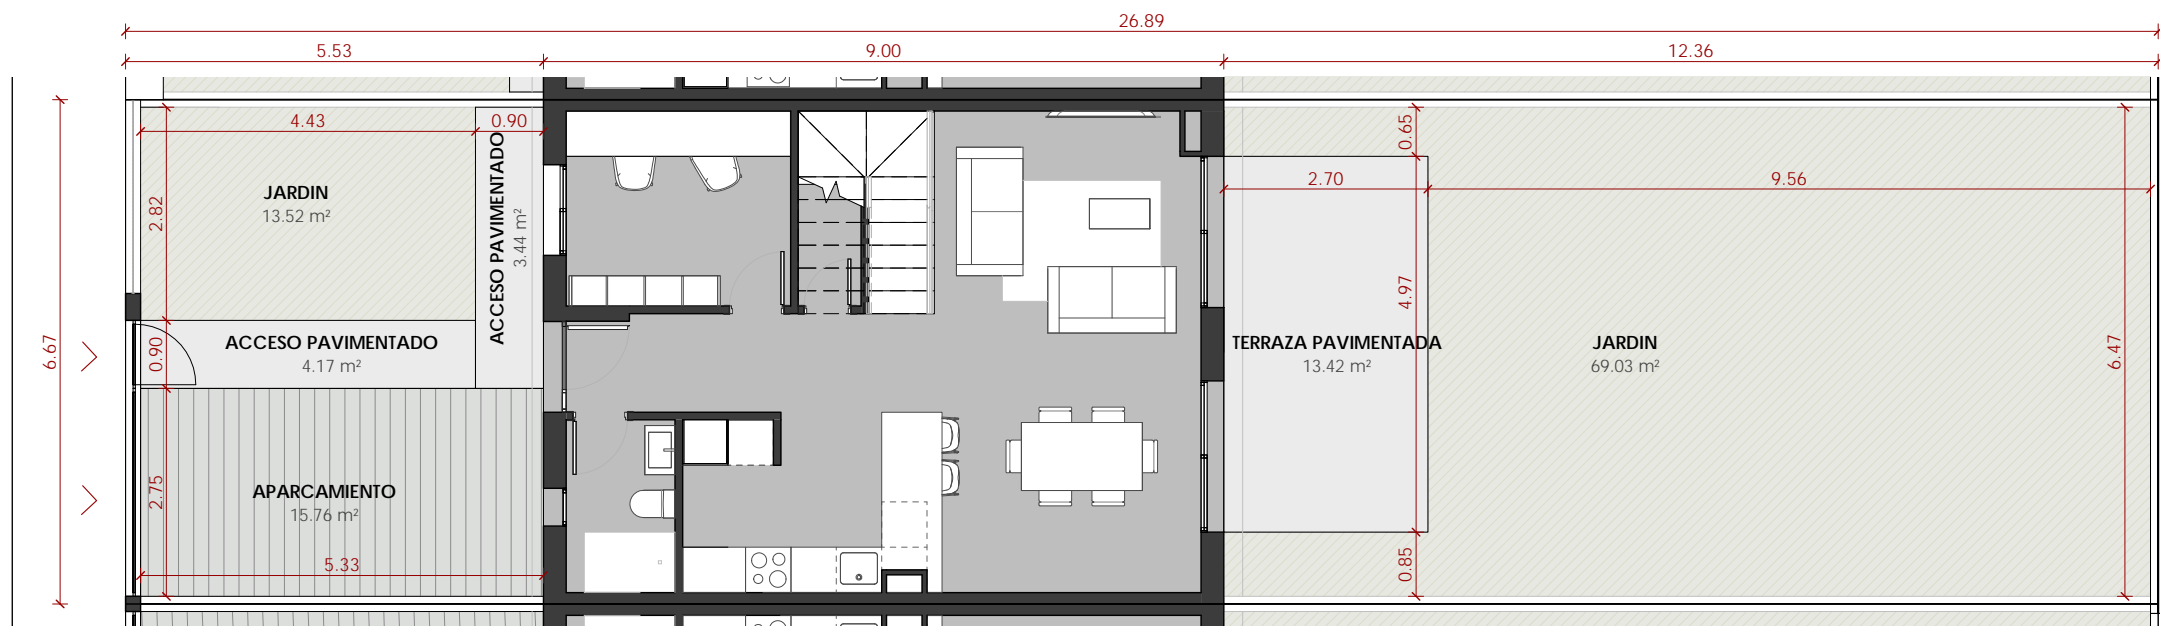 26.89
5.53
9.00
12.36
4.43
0.90
0.65
JARDIN
13.52 m²
2.82
ACCESO PAVIMENTADO
3.44 m²
2.70
9.56
4.97
6.67
0.90
ACCESO PAVIMENTADO
4.17 m²
TERRAZA PAVIMENTADA
13.42 m²
JARDIN
69.03 m²
6.47
2.75
APARCAMIENTO
15.76 m²
5.33
0.85